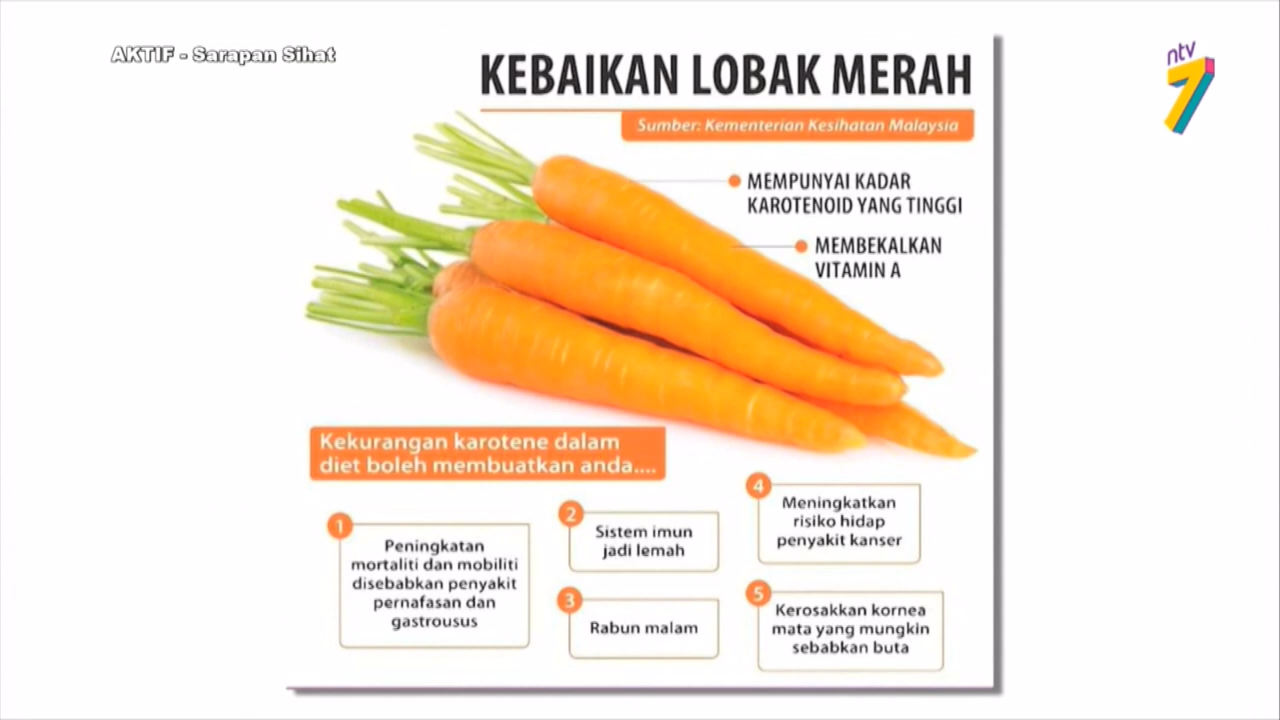 AKTIF - Sarapan Sihat
ntv
7
KEBAIKAN LOBAK MERAH
Sumber: Kementerian Kesihatan Malaysia
MEMPUNYAI KADAR
KAROTENOID YANG TINGGI
MEMBEKALKAN
VITAMIN A
Kekurangan karotene dalam
diet boleh membuatkan anda....
1
Peningkatan
mortaliti dan mobiliti
disebabkan penyakit
pernafasan dan
gastrousus
2
Sistem imun
jadi lemah
3
Rabun malam
4
Meningkatkan
risiko hidap
penyakit kanser
5
Kerosakkan kornea
mata yang mungkin
sebabkan buta